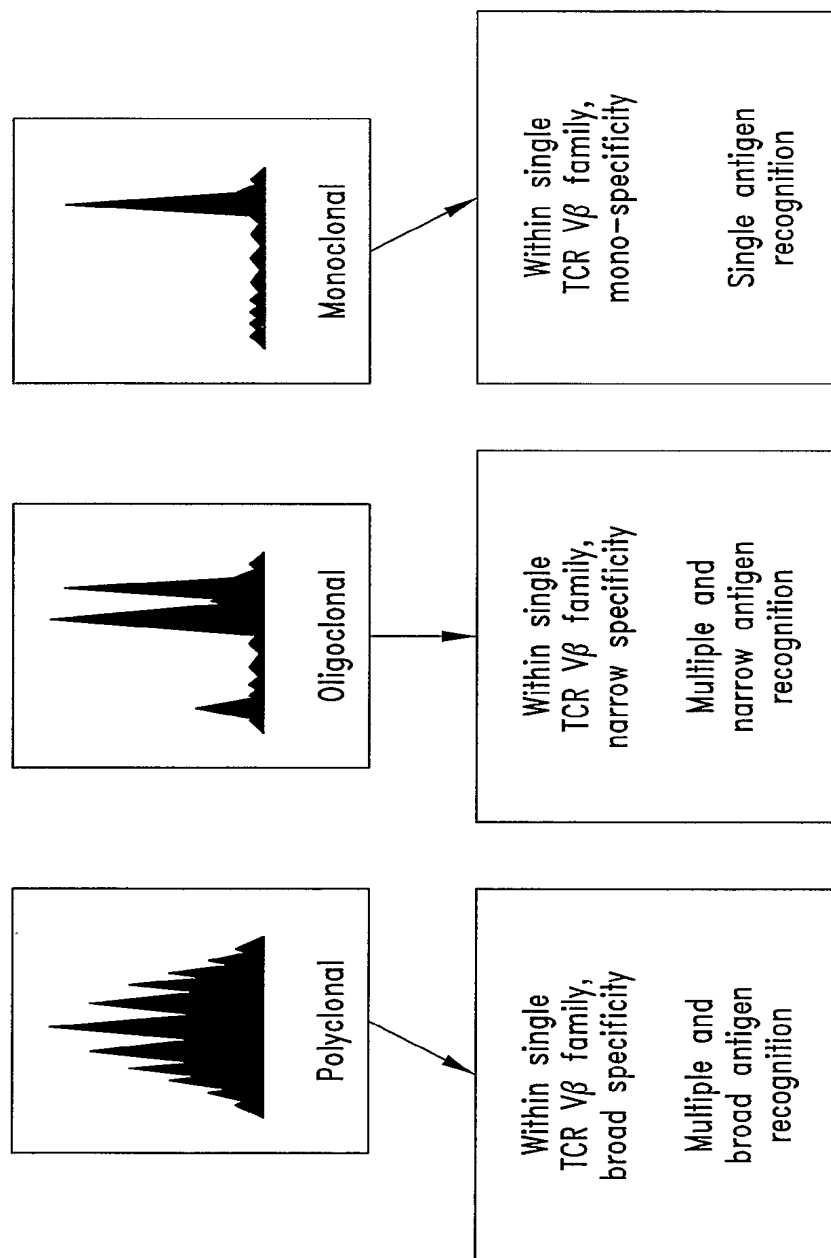 Polyclonal
Within single
TCR Vβ family,
broad specificity
Multiple and
broad antigen
recognition
Oligoclonal
Within single
TCR Vβ family,
narrow specificity
Multiple and
narrow antigen
recognition
Monoclonal
Within single
TCR Vβ family,
mono-specificity
Single antigen
recognition